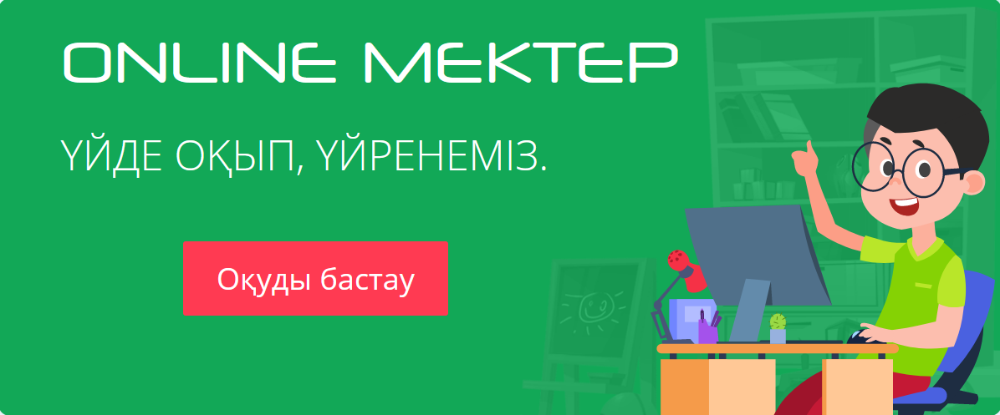 ONLINE MEKTEP
ҮЙДЕ ОҚЫП, ҮЙРЕНЕМІЗ.
Оқуды бастау